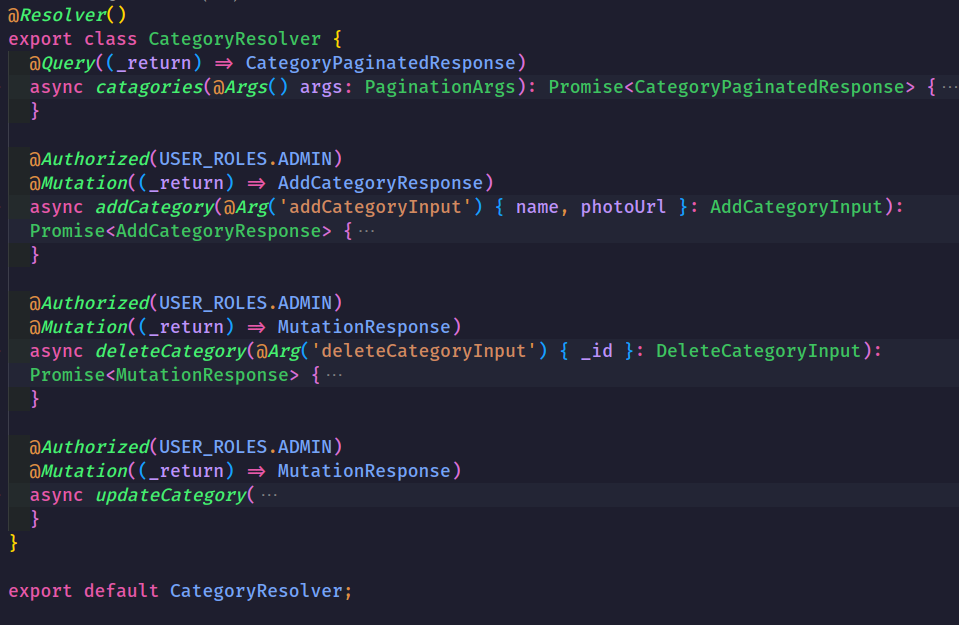 @Resolver()
export class CategoryResolver {
@Query((_return) => CategoryPaginatedResponse)
async catagories(@Args() args: PaginationArgs): Promise<CategoryPaginatedResponse> { ···
}
@Authorized(USER_ROLES.ADMIN)
@Mutation((_return) => AddCategoryResponse)
async addCategory(@Arg('addCategoryInput') { name, photoUrl }: AddCategoryInput):
Promise<AddCategoryResponse> { ···
}
@Authorized(USER_ROLES.ADMIN)
@Mutation((_return) => MutationResponse)
async deleteCategory(@Arg('deleteCategoryInput') { _id }: DeleteCategoryInput):
Promise<MutationResponse> { ···
}
@Authorized(USER_ROLES.ADMIN)
@Mutation((_return) => MutationResponse)
async updateCategory( ···
}
}
export default CategoryResolver;